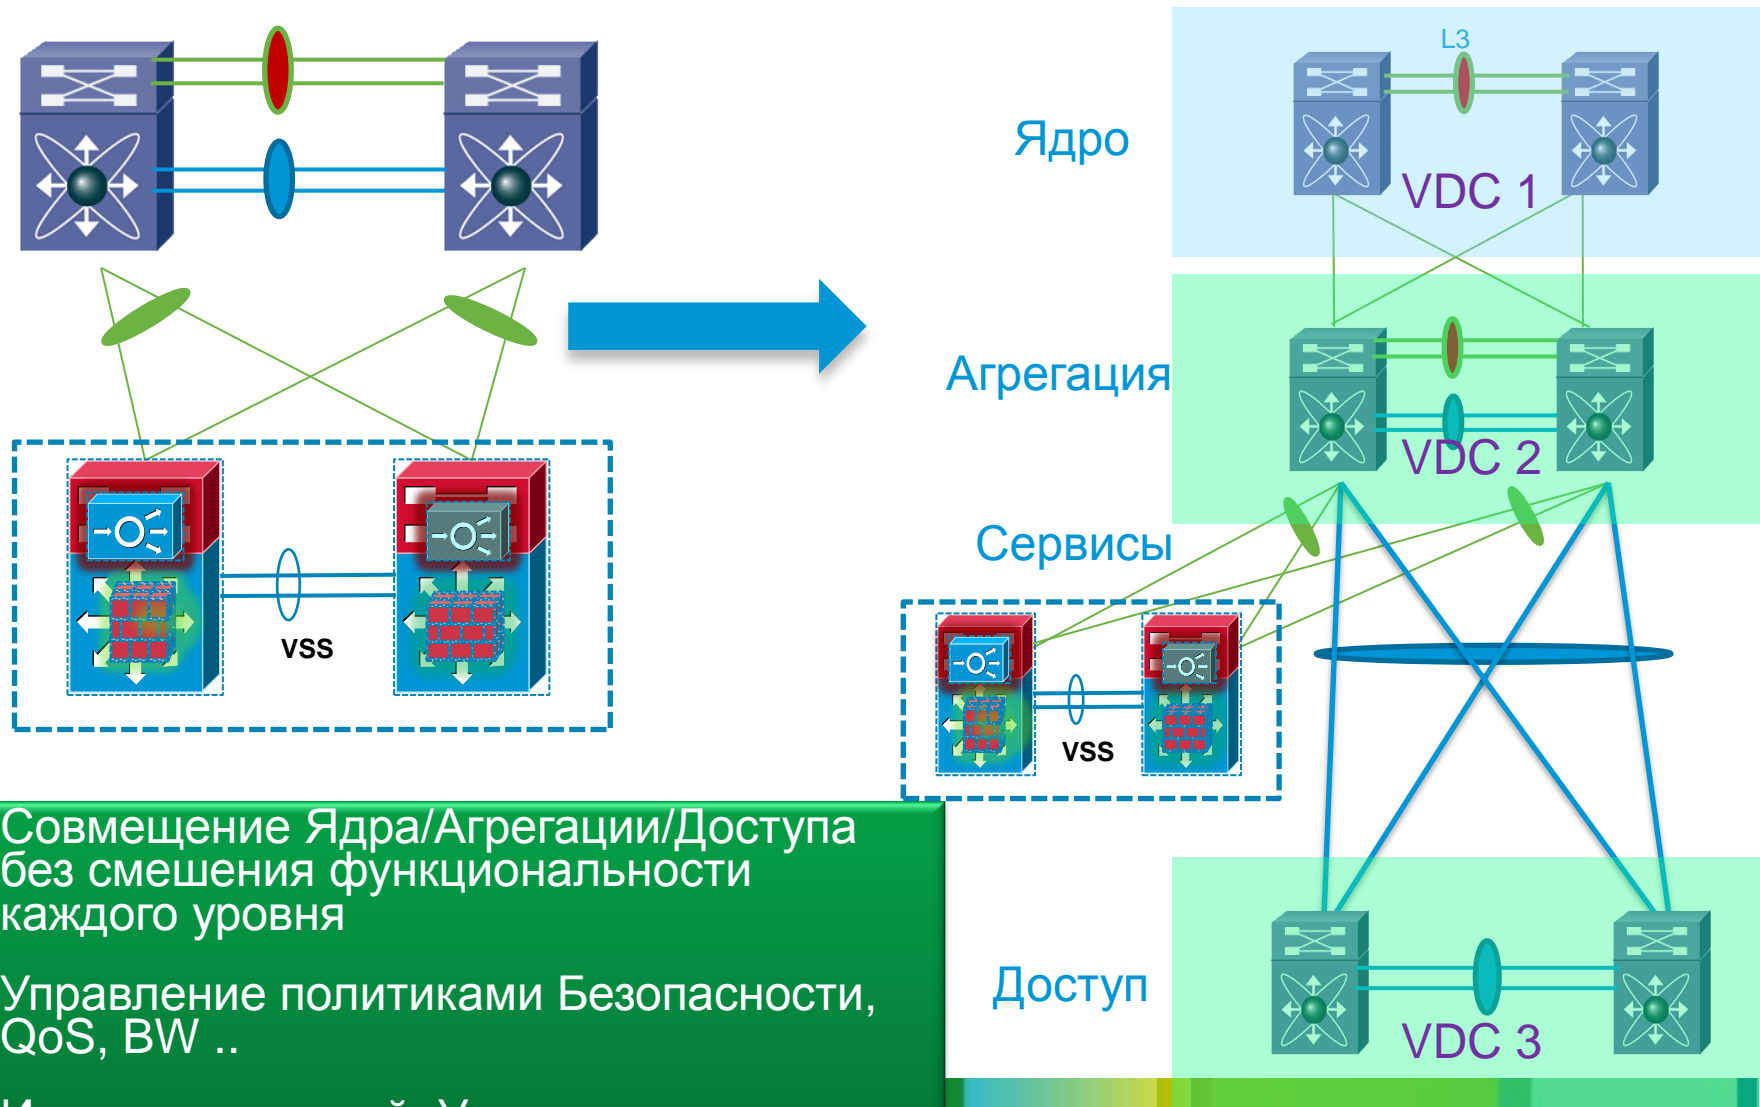 L3
Ядро
VDC 1
Агрегация
VDC 2
Сервисы
VSS
VSS
Совмещение Ядра/Агрегации/Доступа
без смешения функциональности
каждого уровня
Управление политиками Безопасности,
QoS, BW ..
Доступ
VDC 3